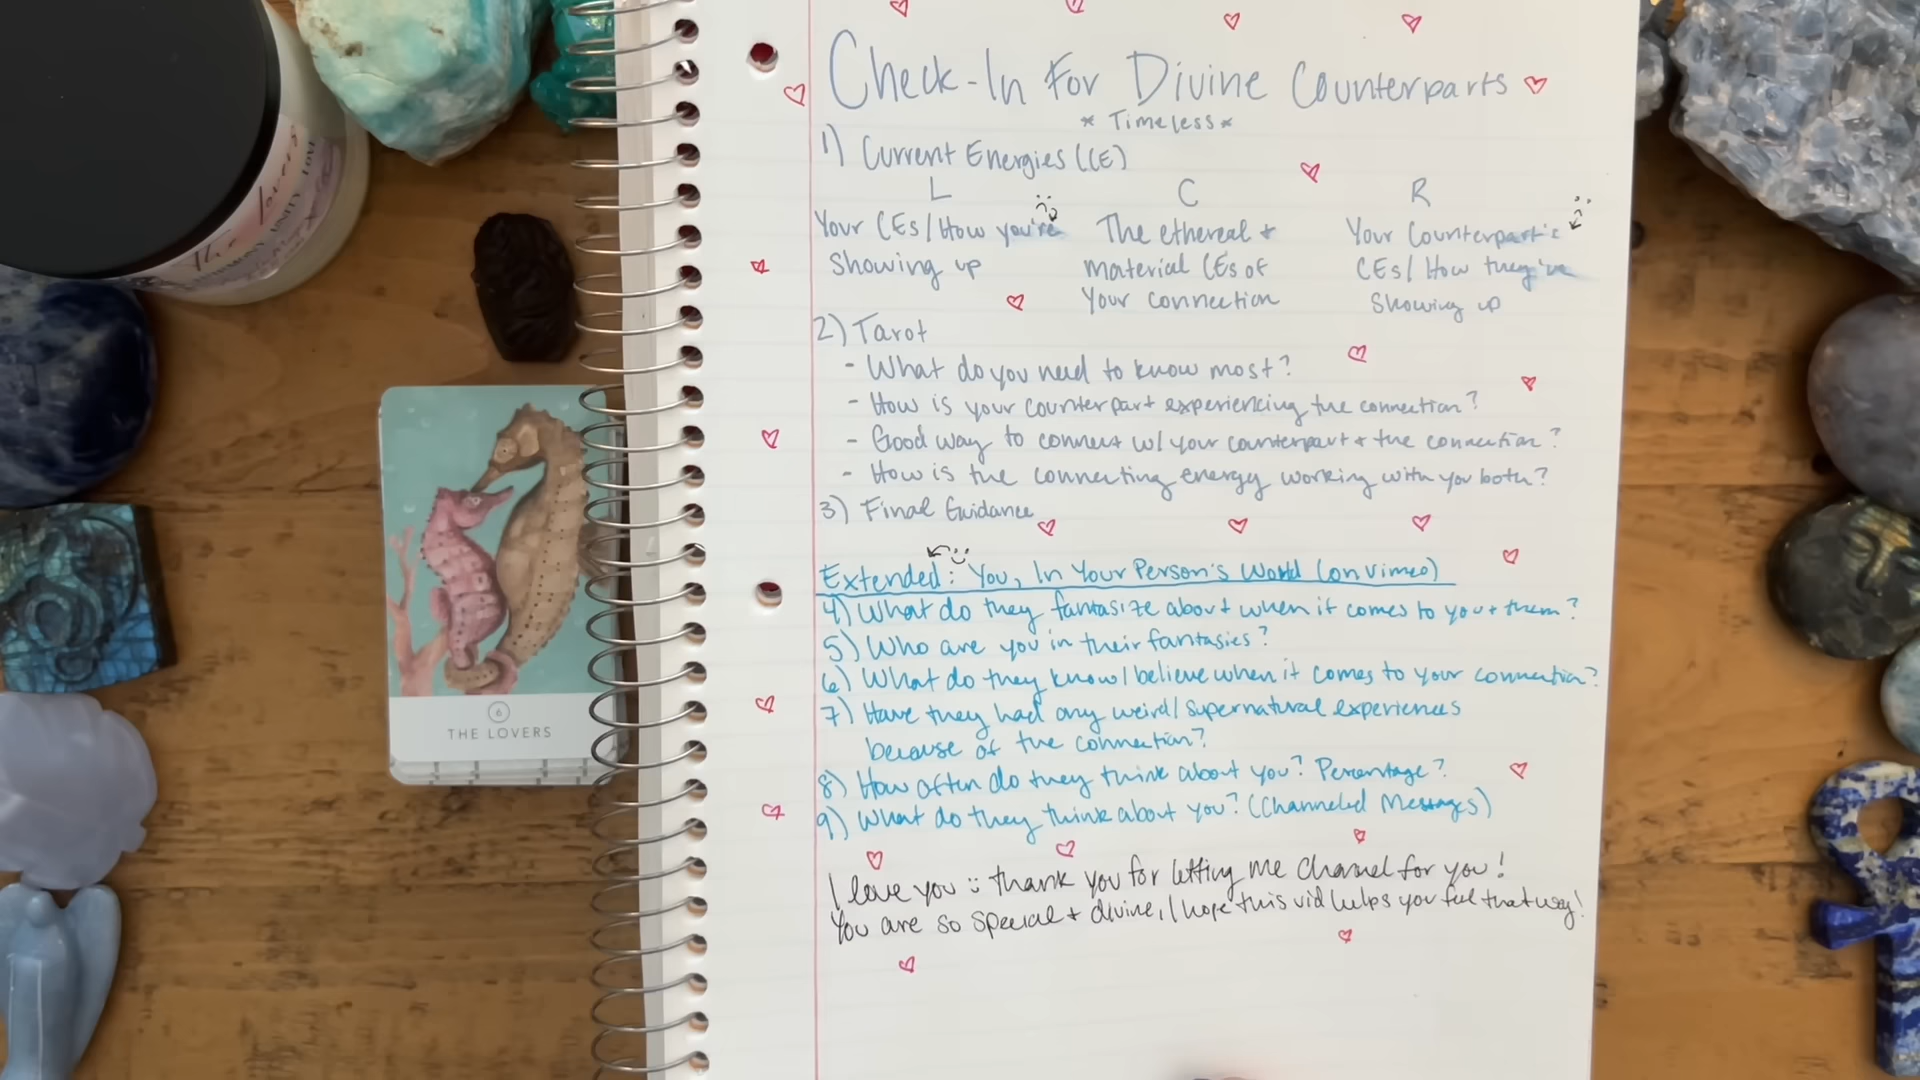 Check-In For Divine Counterparts
* Timeless *
1) Current Energies (CE)
L C R
Your CEs/How you're
showing up
The ethereal +
material CEs of
your connection
Your Counterpart's
CEs/How they're
showing up
2) Tarot
- What do you need to know most?
- How is your counterpart experiencing the connection?
- Good way to connect w/ your counterpart + the connection?
- How is the connecting energy working with you both?
3) Final Guidance
Extended: You, In Your Person's World (on vimeo)
4) What do they fantasize about when it comes to you + them?
5) Who are you in their fantasies?
6) What do they know/believe when it comes to your connection?
7) Have they had any weird/supernatural experiences
because of the connection?
8) How often do they think about you? Percentage?
9) What do they think about you? (Channeled Messages)
I love you :) thank you for letting me channel for you!
You are so special + divine, I hope this vid helps you feel that way!
The Lovers
6
THE LOVERS